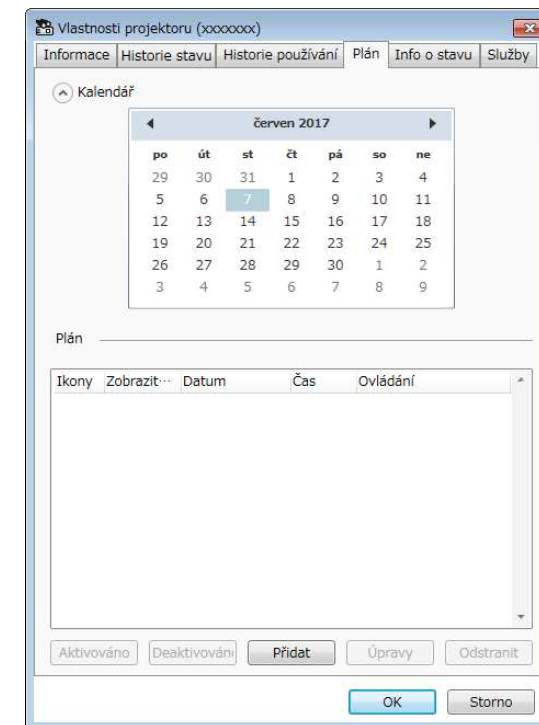 Vlastnosti projektoru (xxxxxxx)
Informace Historie stavu Historie používání Plán Info o stavu Služby
Kalendář
červen 2017
po út st čt pá so ne
29 30 31 1 2 3 4
5 6 7 8 9 10 11
12 13 14 15 16 17 18
19 20 21 22 23 24 25
26 27 28 29 30 1 2
3 4 5 6 7 8 9
Plán
Ikony Zobrazit... Datum Čas Ovládání
Aktivováno Deaktivován Přidat Úpravy Odstranit
OK Storno